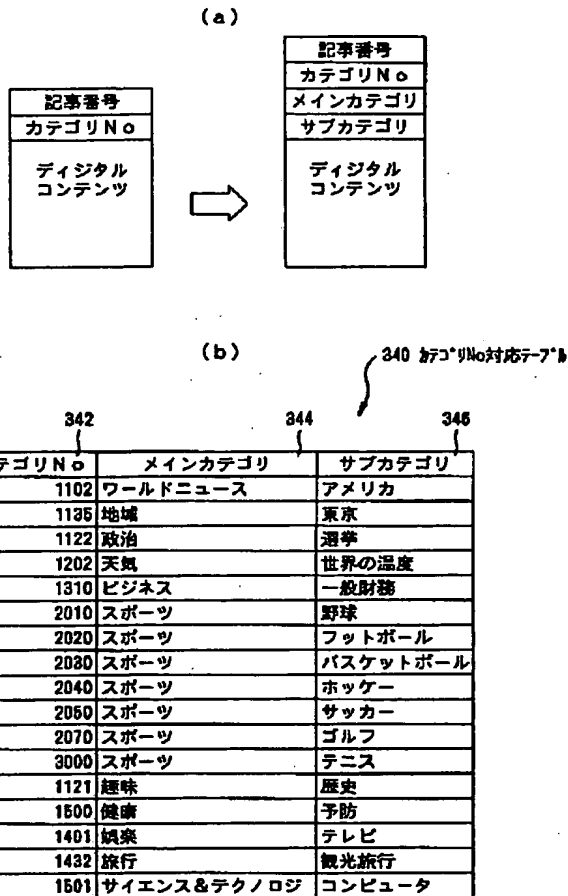 (a)
記事番号
カテゴリNo
ディジタル
コンテンツ
記事番号
カテゴリNo
メインカテゴリ
サブカテゴリ
ディジタル
コンテンツ
(b)
340 カテゴリNo対応テーブル
342 344 346
テゴリNo メインカテゴリ サブカテゴリ
1102 ワールドニュース アメリカ
1135 地域 東京
1122 政治 選挙
1202 天気 世界の温度
1310 ビジネス 一般財務
2010 スポーツ 野球
2020 スポーツ フットボール
2030 スポーツ バスケットボール
2040 スポーツ ホッケー
2050 スポーツ サッカー
2070 スポーツ ゴルフ
3000 スポーツ テニス
1121 趣味 歴史
1500 健康 予防
1401 娯楽 テレビ
1432 旅行 観光旅行
1501 サイエンス&テクノロジ コンピュータ